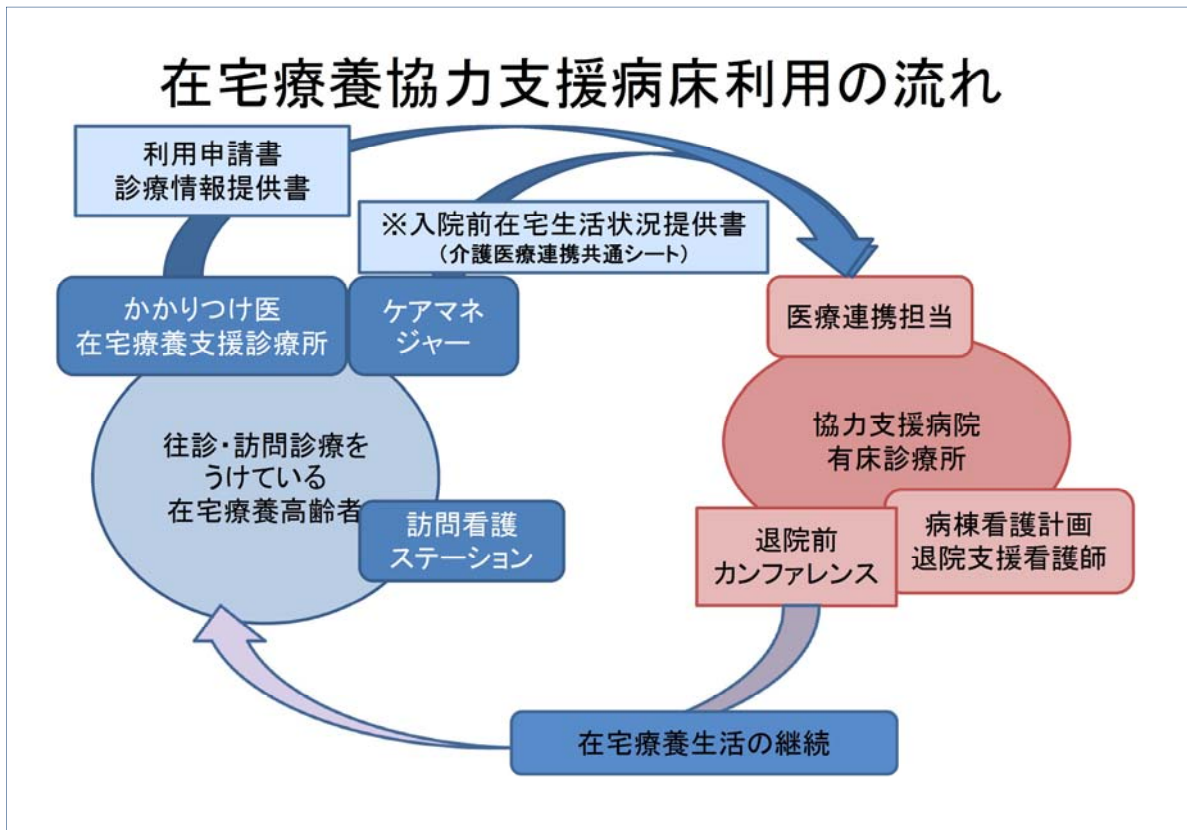 在宅療養協力支援病床利用の流れ
利用申請書
診療情報提供書
※入院前在宅生活状況提供書
(介護医療連携共通シート)
かかりつけ医
在宅療養支援診療所
ケアマネ
ジャー
医療連携担当
往診・訪問診療を
うけている
在宅療養高齢者
協力支援病院
有床診療所
訪問看護
ステーション
退院前
カンファレンス
病棟看護計画
退院支援看護師
在宅療養生活の継続